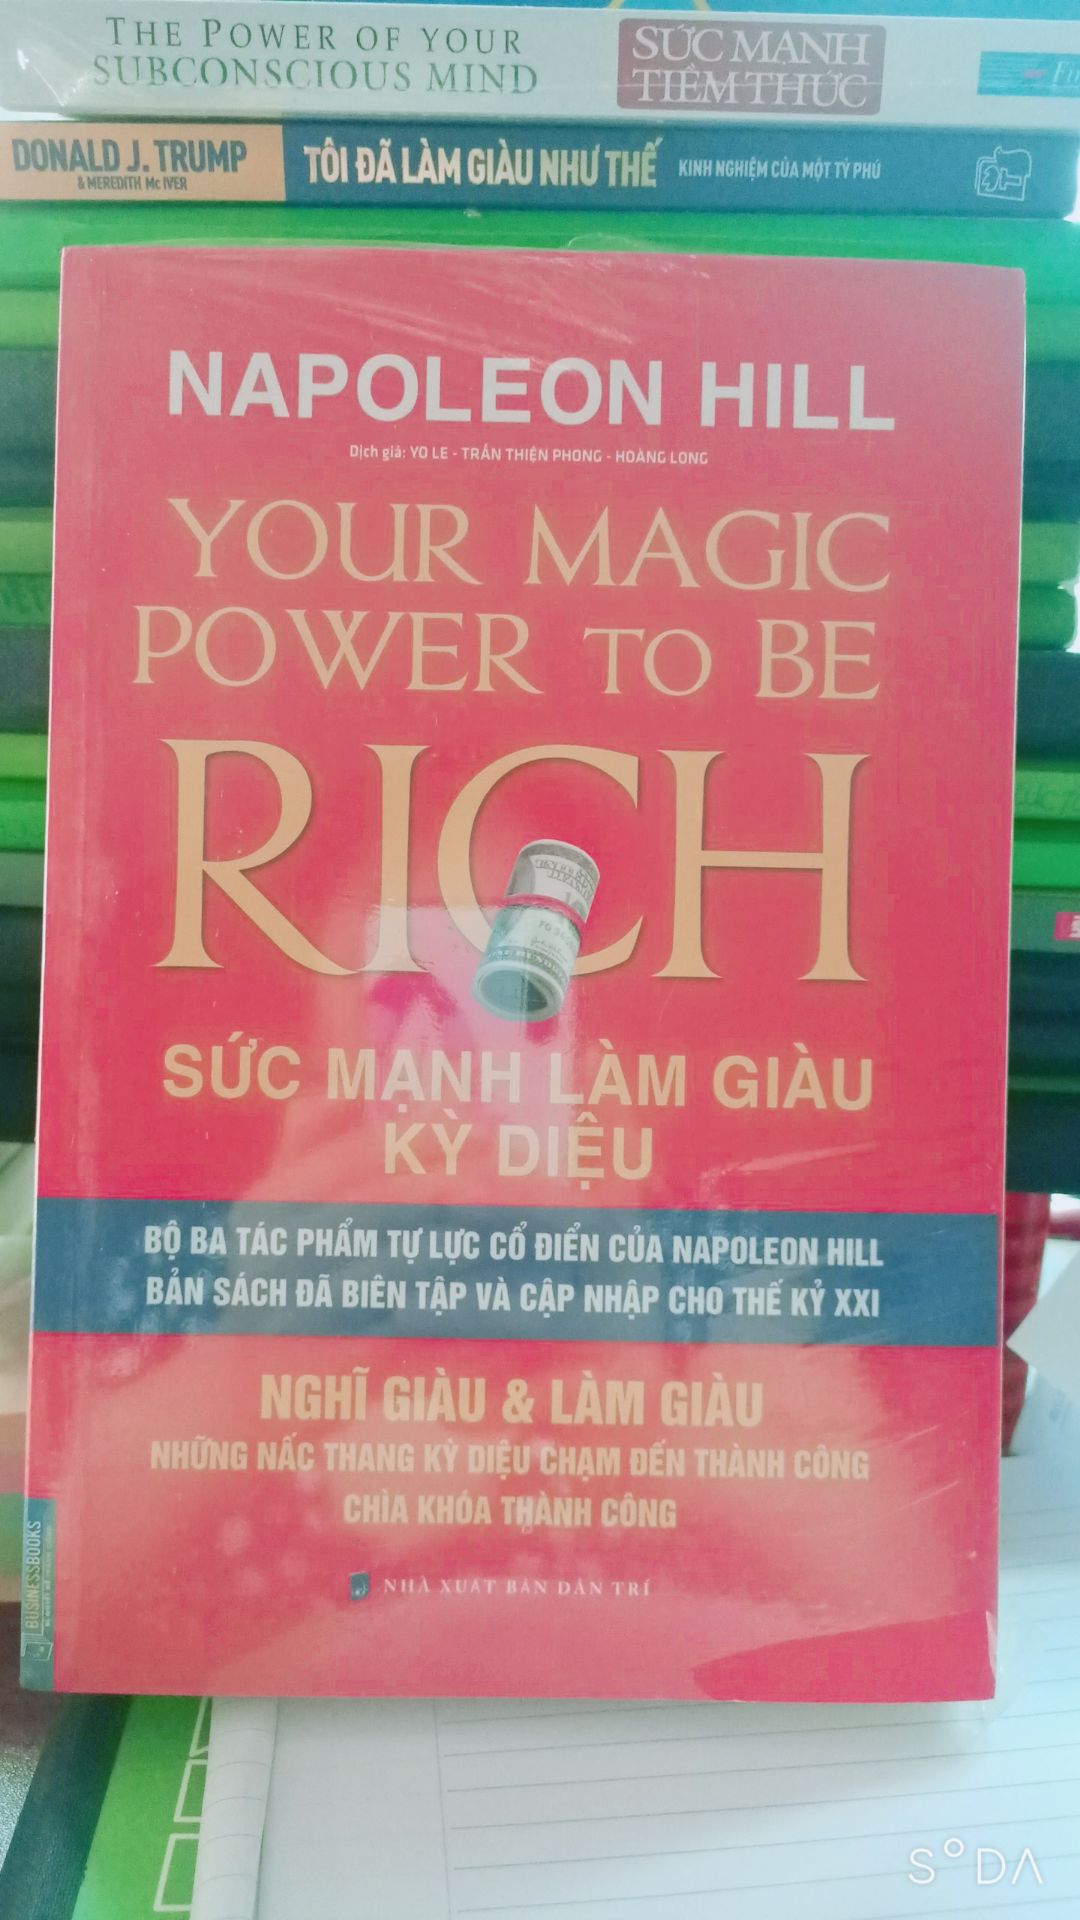 THE POWER OF YOUR
SUBCONSCIOUS MIND
SỨC MẠNH
TIỀM THỨC
DONALD J. TRUMP
& MEREDITH Mc IVER
TÔI ĐÃ LÀM GIÀU NHƯ THẾ
KINH NGHIỆM CỦA MỘT TỶ PHÚ
NAPOLEON HILL
Dịch giả: YO LE - TRẦN THIỆN PHONG - HOÀNG LONG
YOUR MAGIC
POWER TO BE
RICH
SỨC MẠNH LÀM GIÀU
KỲ DIỆU
BỘ BA TÁC PHẨM TỰ LỰC CỔ ĐIỂN CỦA NAPOLEON HILL
BẢN SÁCH ĐÃ BIÊN TẬP VÀ CẬP NHẬP CHO THẾ KỶ XXI
NGHĨ GIÀU & LÀM GIÀU
NHỮNG NẤC THANG KỲ DIỆU CHẠM ĐẾN THÀNH CÔNG
CHÌA KHÓA THÀNH CÔNG
BUSINESSBOOKS
NHÀ XUẤT BẢN DÂN TRÍ
SODA